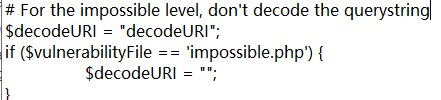 # For the impossible level, don't decode the querystring
$decodeURI = "decodeURI";
if ($vulnerabilityFile == 'impossible.php') {
        $decodeURI = "";
}